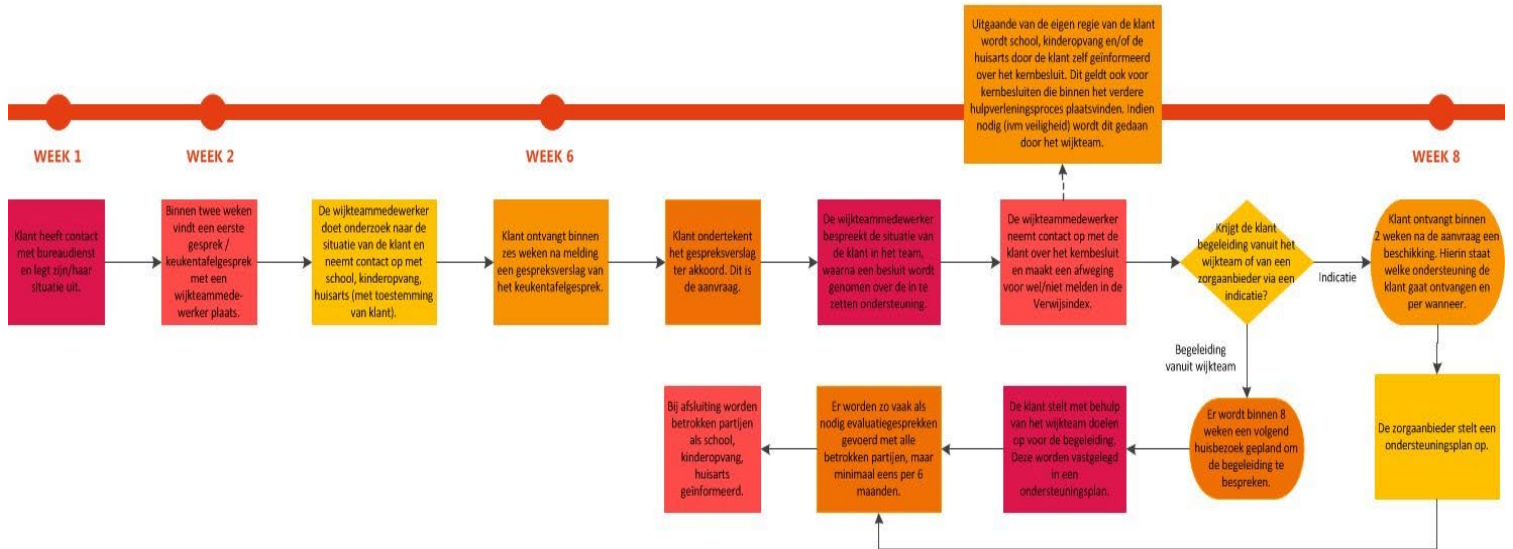 Uitgaande van de eigen regie van de klant
wordt school, kinderopvang en/of de
huisarts door de klant zelf geïnformeerd
over het kernbesluit. Dit geldt ook voor
kernbesluiten die binnen het verdere
hulpverleningsproces plaatsvinden. Indien
nodig (ivm veiligheid) wordt dit gedaan
door het wijkteam.
WEEK 1
WEEK 2
WEEK 6
WEEK 8
Klant heeft contact
met bureaudienst
en legt zijn/haar
situatie uit.
Binnen twee weken
vindt een eerste
gesprek /
keukentafelgesprek
met een
wijkteammede-
werker plaats.
De wijkteammedewerker
doet onderzoek naar de
situatie van de klant en
neemt contact op met
school, kinderopvang,
huisarts (met toestemming
van klant).
Klant ontvangt binnen
zes weken na melding
een gespreksverslag van
het keukentafelgesprek.
Klant ondertekent
het gespreksverslag
ter akkoord. Dit is
de aanvraag.
De wijkteammedewerker
bespreekt de situatie van
de klant in het team,
waarna een besluit wordt
genomen over de in te
zetten ondersteuning.
De wijkteammedewerker
neemt contact op met de
klant over het kernbesluit
en maakt een afweging
voor wel/niet melden in de
Verwijsindex.
Krijgt de klant
begeleiding vanuit het
wijkteam of van een
zorgaanbieder via een
indicatie?
Indicatie
Klant ontvangt binnen
2 weken na de aanvraag een
beschikking. Hierin staat
welke ondersteuning de
klant gaat ontvangen en
per wanneer.
Begeleiding
vanuit wijkteam
Bij afsluiting worden
betrokken partijen
als school,
kinderopvang,
huisarts
geïnformeerd.
Er worden zo vaak als
nodig evaluatiegesprekken
gevoerd met alle
betrokken partijen, maar
minimaal eens per 6
maanden.
De klant stelt met behulp
van het wijkteam doelen
op voor de begeleiding.
Deze worden vastgelegd
in een
ondersteuningsplan.
Er wordt binnen 8
weken een volgend
huisbezoek gepland om
de begeleiding te
bespreken.
De zorgaanbieder stelt een
ondersteuningsplan op.